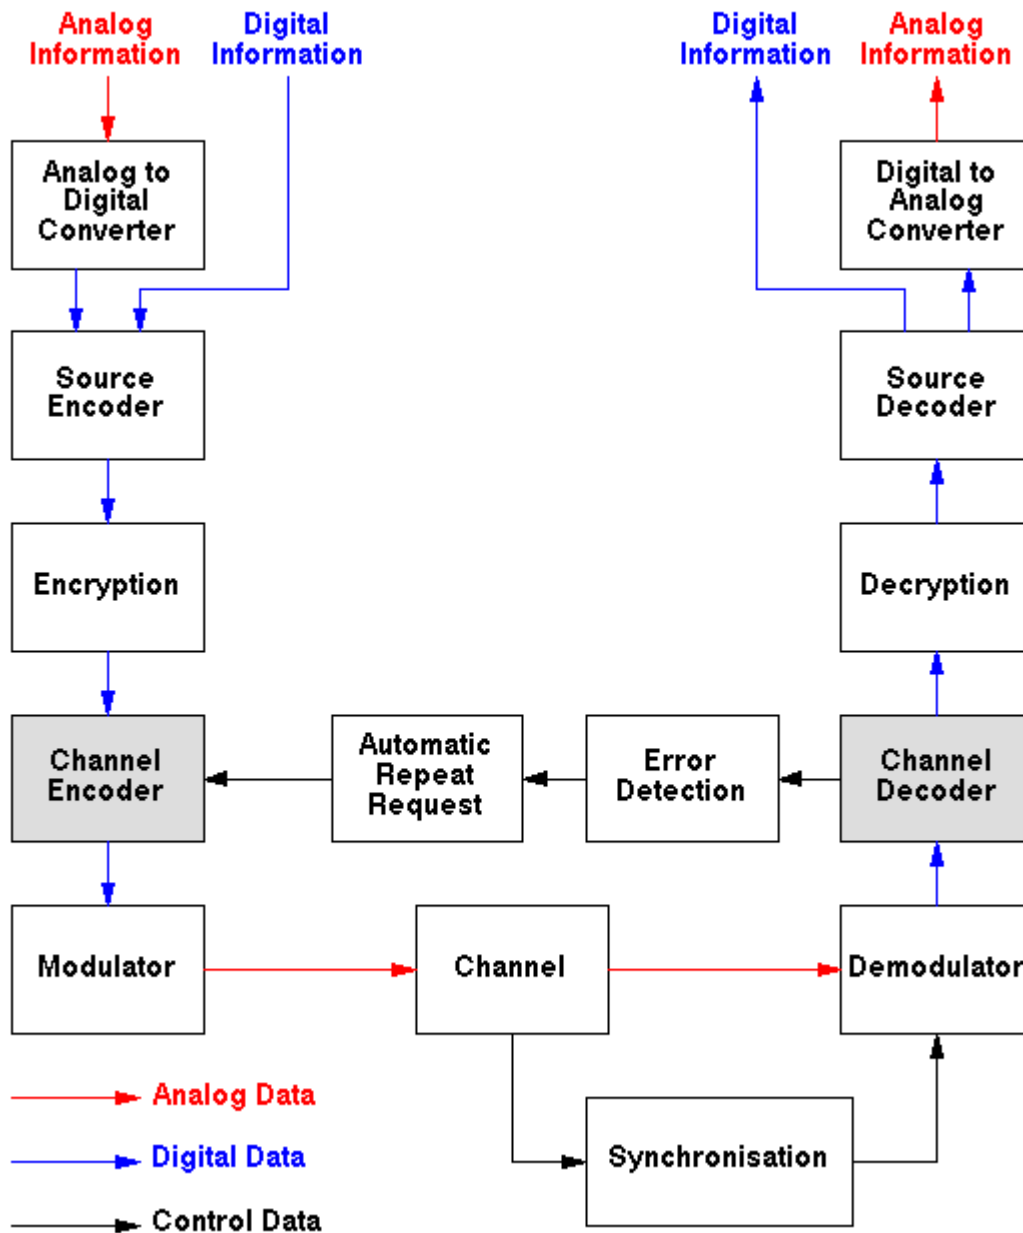 Analog
Information
Digital
Information
Digital
Information
Analog
Information
Analog to
Digital
Converter
Digital to
Analog
Converter
Source
Encoder
Source
Decoder
Encryption
Decryption
Channel
Encoder
Automatic
Repeat
Request
Error
Detection
Channel
Decoder
Modulator
Channel
Demodulator
Analog Data
Digital Data
Control Data
Synchronisation